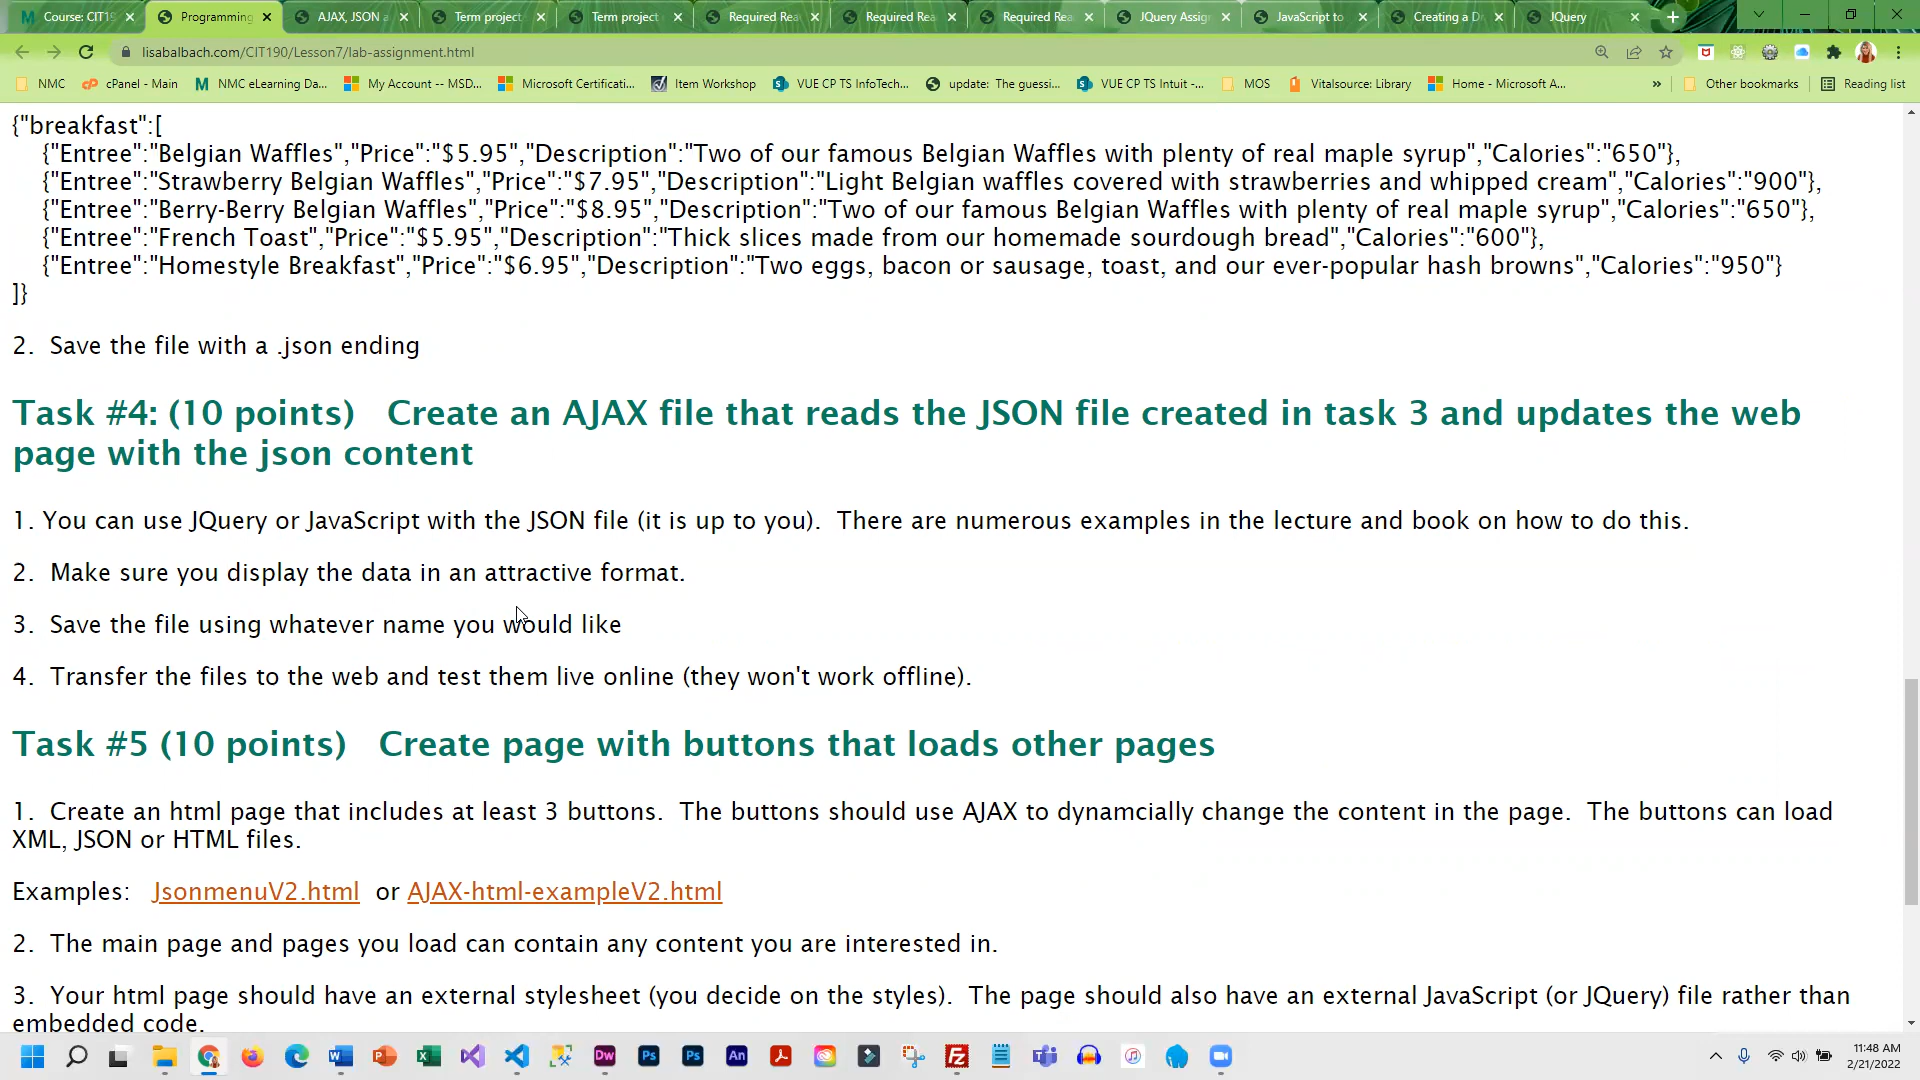 Course: CIT1
Programming
AJAX, JSON a
Term project
Term project
Required Rea
Required Rea
Required Rea
JQuery Assig
JavaScript to
Creating a D
JQuery
lisabalbach.com/CIT190/Lesson7/lab-assignment.html
NMC
cPanel - Main
NMC eLearning Da...
My Account -- MSD...
Microsoft Certificati...
Item Workshop
VUE CP TS InfoTech...
update: The guessi...
VUE CP TS Intuit -...
MOS
Vitalsource: Library
Home - Microsoft A...
»
Other bookmarks
Reading list
{"breakfast":[
{"Entree":"Belgian Waffles","Price":"$5.95","Description":"Two of our famous Belgian Waffles with plenty of real maple syrup","Calories":"650"},
{"Entree":"Strawberry Belgian Waffles","Price":"$7.95","Description":"Light Belgian waffles covered with strawberries and whipped cream","Calories":"900"},
{"Entree":"Berry-Berry Belgian Waffles","Price":"$8.95","Description":"Two of our famous Belgian Waffles with plenty of real maple syrup","Calories":"650"},
{"Entree":"French Toast","Price":"$5.95","Description":"Thick slices made from our homemade sourdough bread","Calories":"600"},
{"Entree":"Homestyle Breakfast","Price":"$6.95","Description":"Two eggs, bacon or sausage, toast, and our ever-popular hash browns","Calories":"950"}
]}
2. Save the file with a .json ending
Task #4: (10 points) Create an AJAX file that reads the JSON file created in task 3 and updates the web
page with the json content
1. You can use JQuery or JavaScript with the JSON file (it is up to you). There are numerous examples in the lecture and book on how to do this.
2. Make sure you display the data in an attractive format.
3. Save the file using whatever name you would like
4. Transfer the files to the web and test them live online (they won't work offline).
Task #5 (10 points) Create page with buttons that loads other pages
1. Create an html page that includes at least 3 buttons. The buttons should use AJAX to dynamcially change the content in the page. The buttons can load
XML, JSON or HTML files.
Examples: JsonmenuV2.html or AJAX-html-exampleV2.html
2. The main page and pages you load can contain any content you are interested in.
3. Your html page should have an external stylesheet (you decide on the styles). The page should also have an external JavaScript (or JQuery) file rather than
embedded code.
11:48 AM
2/21/2022